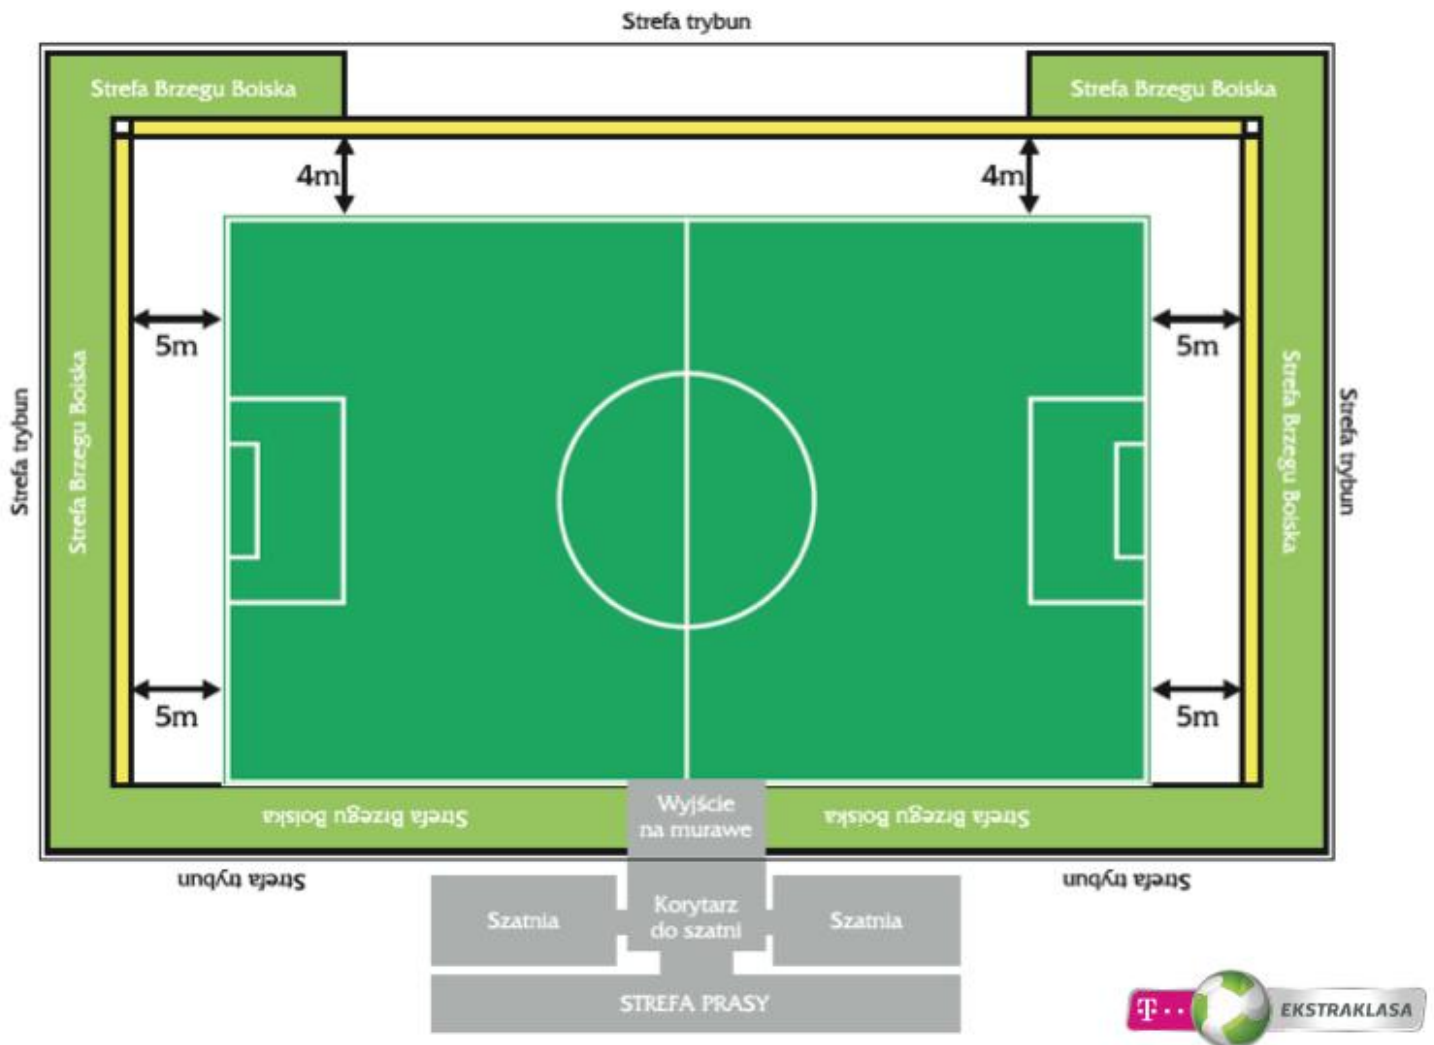 Strefa trybun
Strefa Brzegu Boiska
Strefa Brzegu Boiska
4m
4m
5m
5m
Strefa Brzegu Boiska
Strefa Brzegu Boiska
Strefa trybun
Strefa trybun
5m
5m
Strefa Brzegu Boiska
Wyjście
na murawe
Strefa Brzegu Boiska
Strefa trybun
Strefa trybun
Szatnia
Korytarz
do szatni
Szatnia
STREFA PRASY
T
EKSTRAKLASA